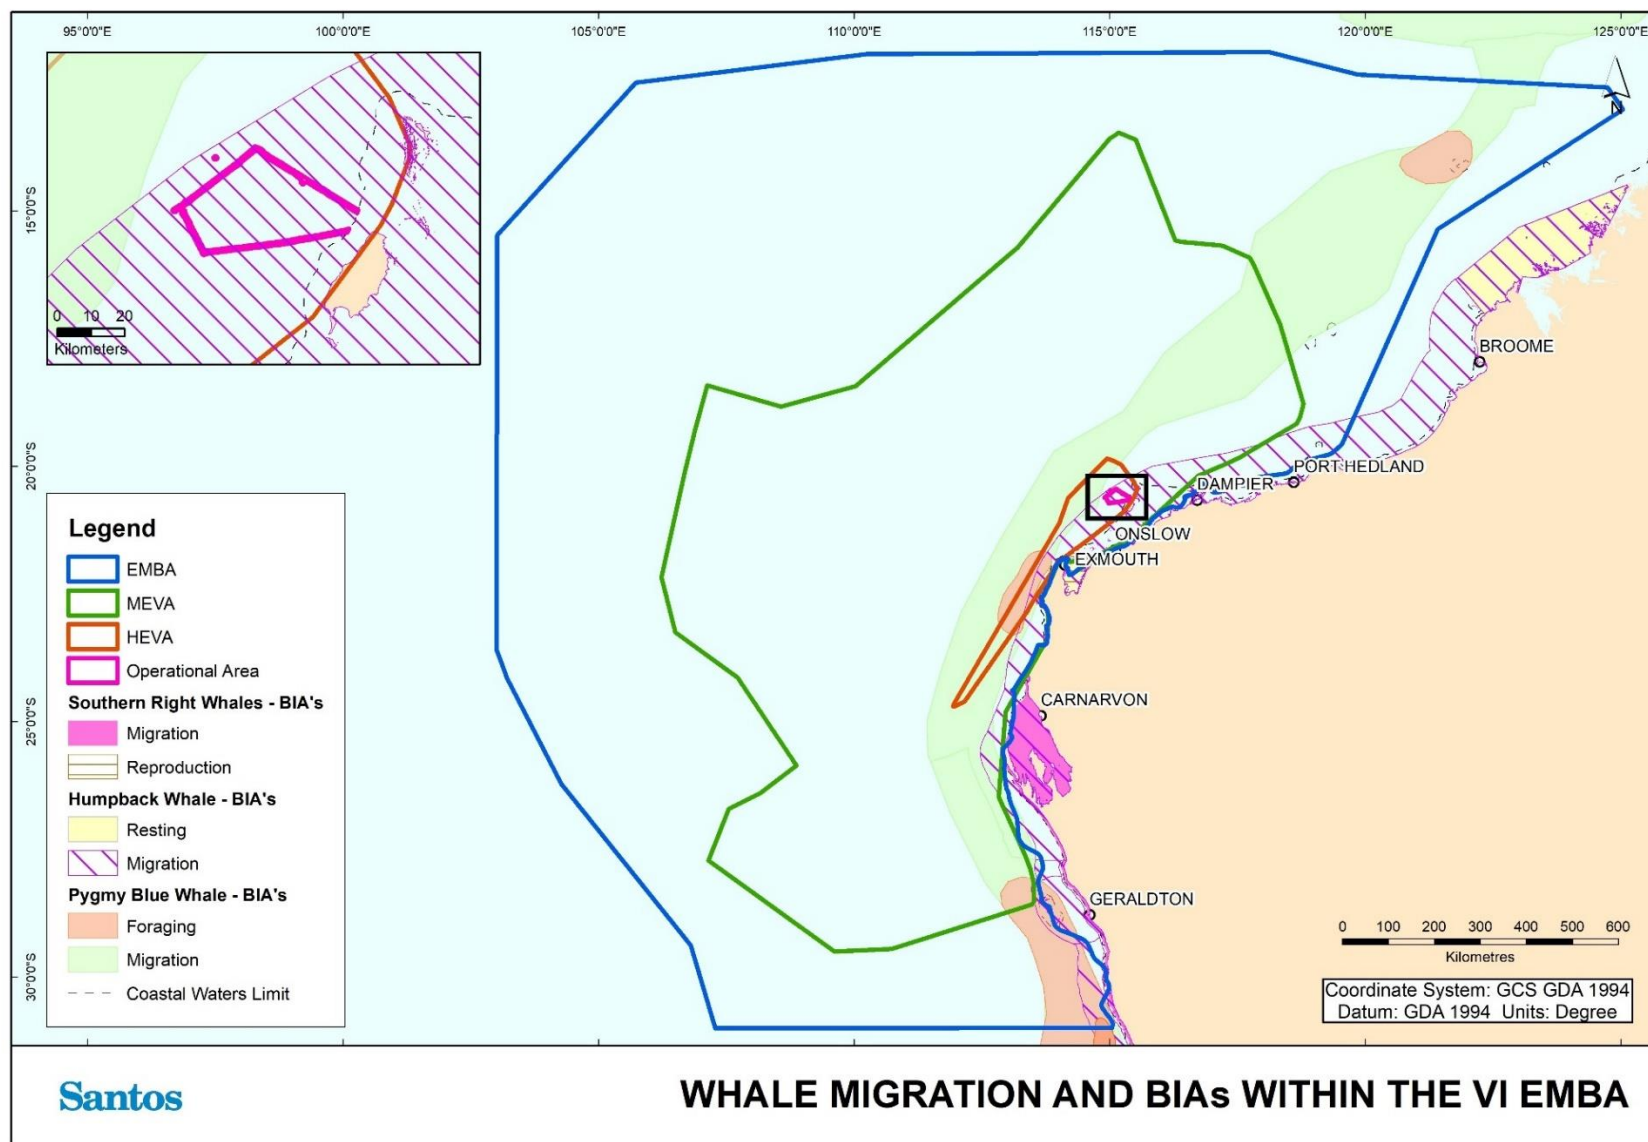 95°0'0"E
100°0'0"E
105°0'0"E
110°0'0"E
115°0'0"E
120°0'0"E
125°0'0"E
N
0 10 20
Kilometers
15°0'0"S
20°0'0"S
25°0'0"S
30°0'0"S
BROOME
PORT HEDLAND
DAMPIER
ONSLOW
EXMOUTH
CARNARVON
GERALDTON
Legend
EMBA
MEVA
HEVA
Operational Area
Southern Right Whales - BIA's
Migration
Reproduction
Humpback Whale - BIA's
Resting
Migration
Pygmy Blue Whale - BIA's
Foraging
Migration
Coastal Waters Limit
0 100 200 300 400 500 600
Kilometres
Coordinate System: GCS GDA 1994
Datum: GDA 1994 Units: Degree
Santos
WHALE MIGRATION AND BIAs WITHIN THE VI EMBA